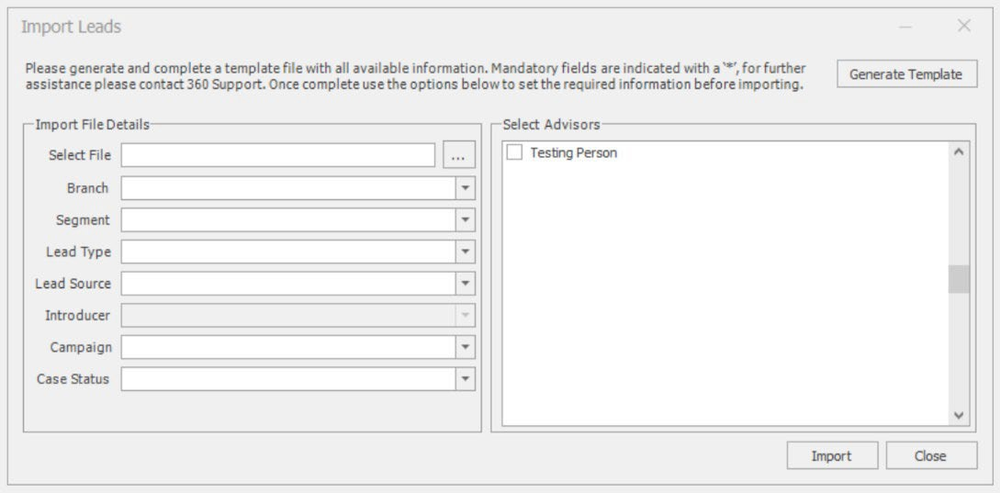 Import Leads
Please generate and complete a template file with all available information. Mandatory fields are indicated with a '*', for further
assistance please contact 360 Support. Once complete use the options below to set the required information before importing.
Generate Template
Import File Details
Select File
...
Branch
Segment
Lead Type
Lead Source
Introducer
Campaign
Case Status
Select Advisors
Testing Person
Import
Close